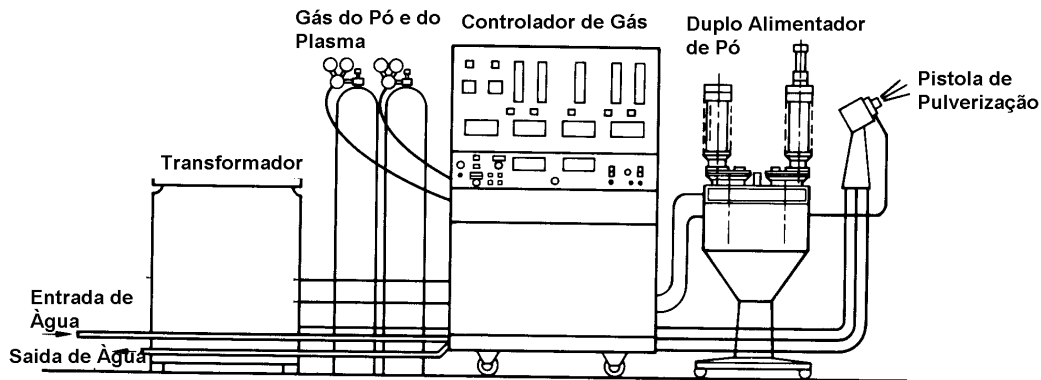 Gás do Pó e do
Plasma
Controlador de Gás
Duplo Alimentador
de Pó
Pistola de
Pulverização
Transformador
Entrada de
Àgua
Saida de Àgua